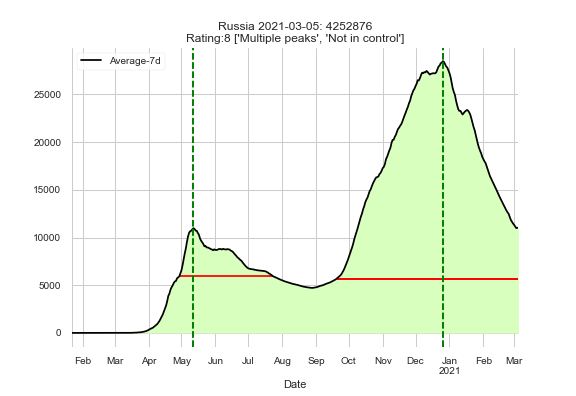 Russia 2021-03-05: 4252876
Rating:8 ['Multiple peaks', 'Not in control']
Average-7d
25000
20000
15000
10000
5000
0
Feb Mar Apr May Jun Jul Aug Sep Oct Nov Dec Jan Feb Mar
2021
Date